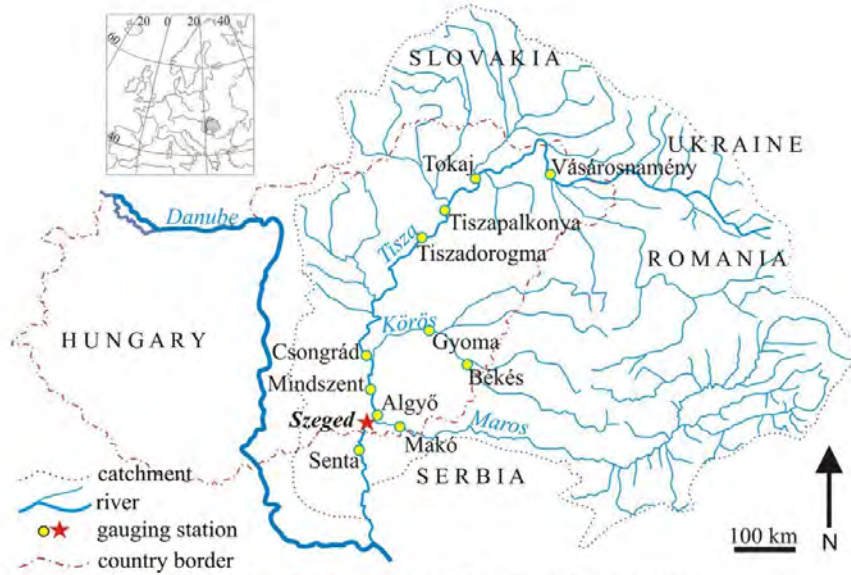 20 0 20 40
60
40
SLOVAKIA
UKRAINE
Tokaj
Vásárosnamény
Danube
Tisza
Tiszapalkonya
Tiszadorogma
ROMANIA
HUNGARY
Körös
Gyoma
Csongrád
Békés
Mindszent
Algyő
Szeged
Maros
Makó
Senta
SERBIA
catchment
river
gauging station
country border
100 km
N